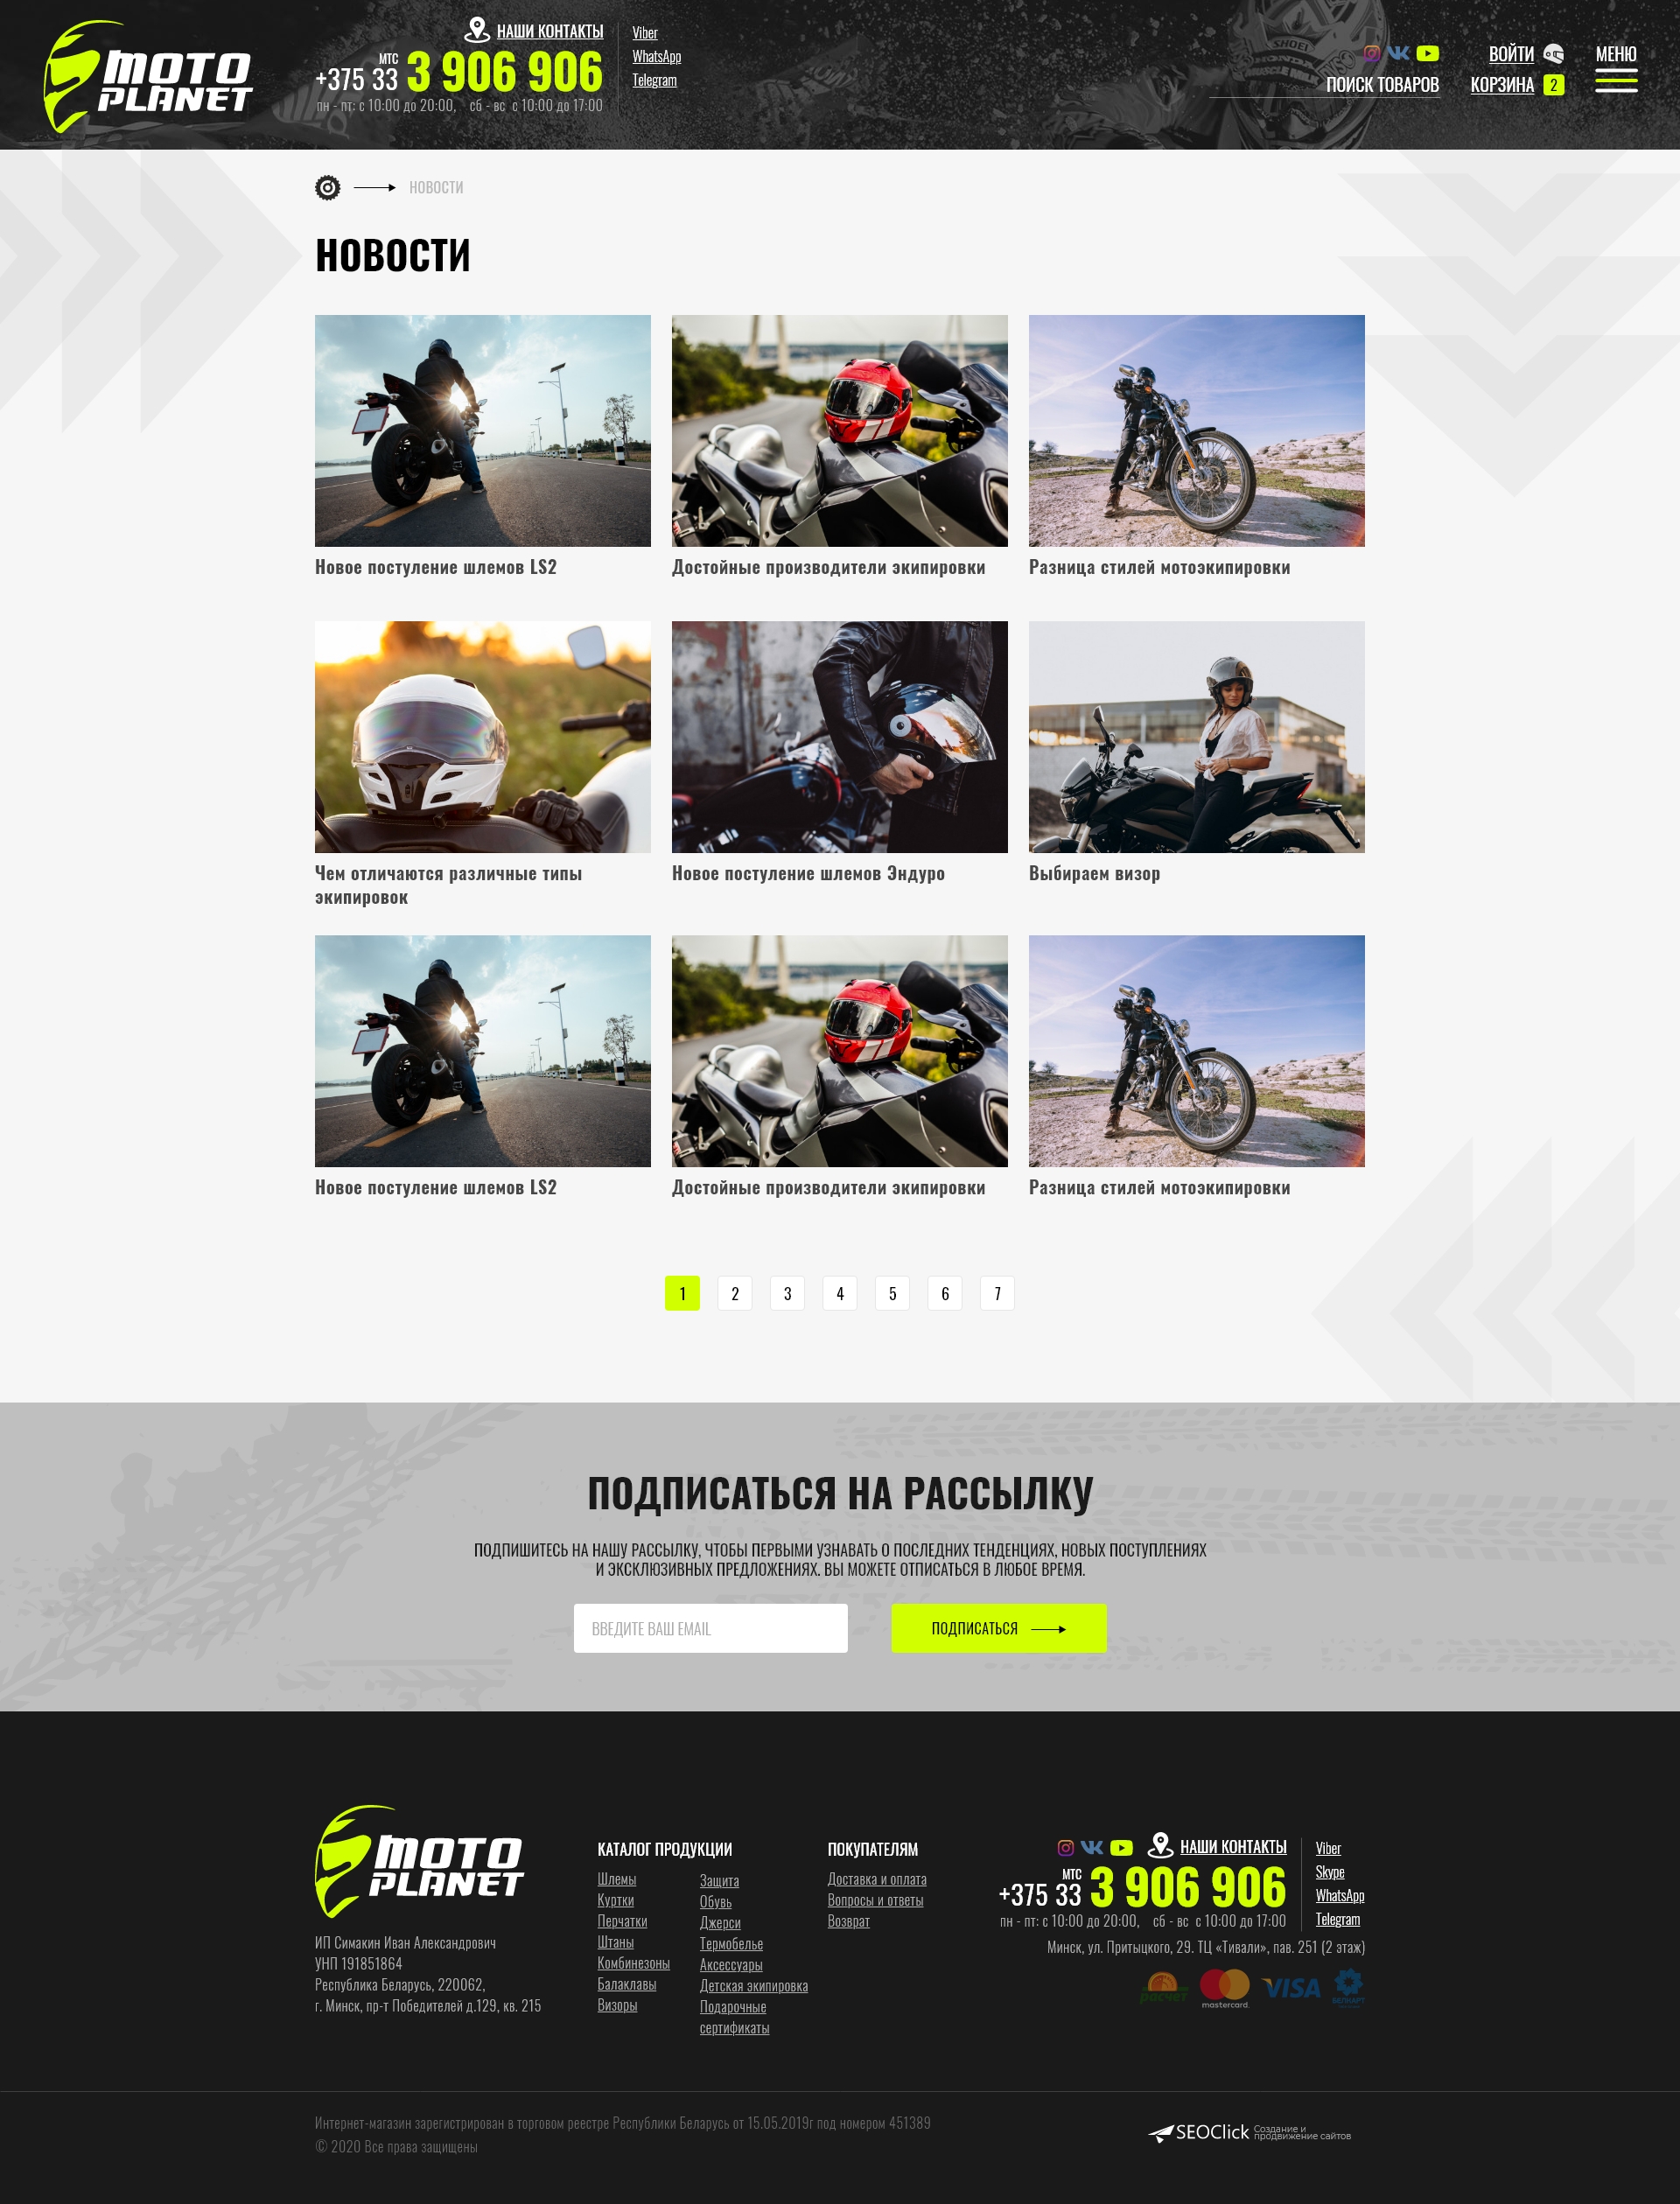 MOTO
PLANET
НАШИ КОНТАКТЫ
МТС
+375 33 3 906 906
пн - пт: с 10:00 до 20:00, сб - вс с 10:00 до 17:00
Viber
WhatsApp
Telegram
SHOEI
ВОЙТИ
МЕНЮ
ПОИСК ТОВАРОВ
КОРЗИНА 2
НОВОСТИ
НОВОСТИ
Новое постуление шлемов LS2
Достойные производители экипировки
Разница стилей мотоэкипировки
Чем отличаются различные типы
экипировок
Новое постуление шлемов Эндуро
Выбираем визор
Новое постуление шлемов LS2
Достойные производители экипировки
Разница стилей мотоэкипировки
1 2 3 4 5 6 7
ПОДПИСАТЬСЯ НА РАССЫЛКУ
ПОДПИШИТЕСЬ НА НАШУ РАССЫЛКУ, ЧТОБЫ ПЕРВЫМИ УЗНАВАТЬ О ПОСЛЕДНИХ ТЕНДЕНЦИЯХ, НОВЫХ ПОСТУПЛЕНИЯХ
И ЭКСКЛЮЗИВНЫХ ПРЕДЛОЖЕНИЯХ. ВЫ МОЖЕТЕ ОТПИСАТЬСЯ В ЛЮБОЕ ВРЕМЯ.
ВВЕДИТЕ ВАШ EMAIL
ПОДПИСАТЬСЯ
MOTO
PLANET
ИП Симакин Иван Александрович
УНП 191851864
Республика Беларусь, 220062,
г. Минск, пр-т Победителей д.129, кв. 215
КАТАЛОГ ПРОДУКЦИИ
Шлемы
Куртки
Перчатки
Штаны
Комбинезоны
Балаклавы
Визоры
Защита
Обувь
Джерси
Термобелье
Аксессуары
Детская экипировка
Подарочные
сертификаты
ПОКУПАТЕЛЯМ
Доставка и оплата
Вопросы и ответы
Возврат
НАШИ КОНТАКТЫ
МТС
+375 33 3 906 906
пн - пт: с 10:00 до 20:00, сб - вс с 10:00 до 17:00
Viber
Skype
WhatsApp
Telegram
Минск, ул. Притыцкого, 29. ТЦ «Тивали», пав. 251 (2 этаж)
расчет
mastercard.
VISA
БЕЛКАРТ
Интернет-магазин зарегистрирован в торговом реестре Республики Беларусь от 15.05.2019г под номером 451389
© 2020 Все права защищены
SEOClick
Создание и
продвижение сайтов